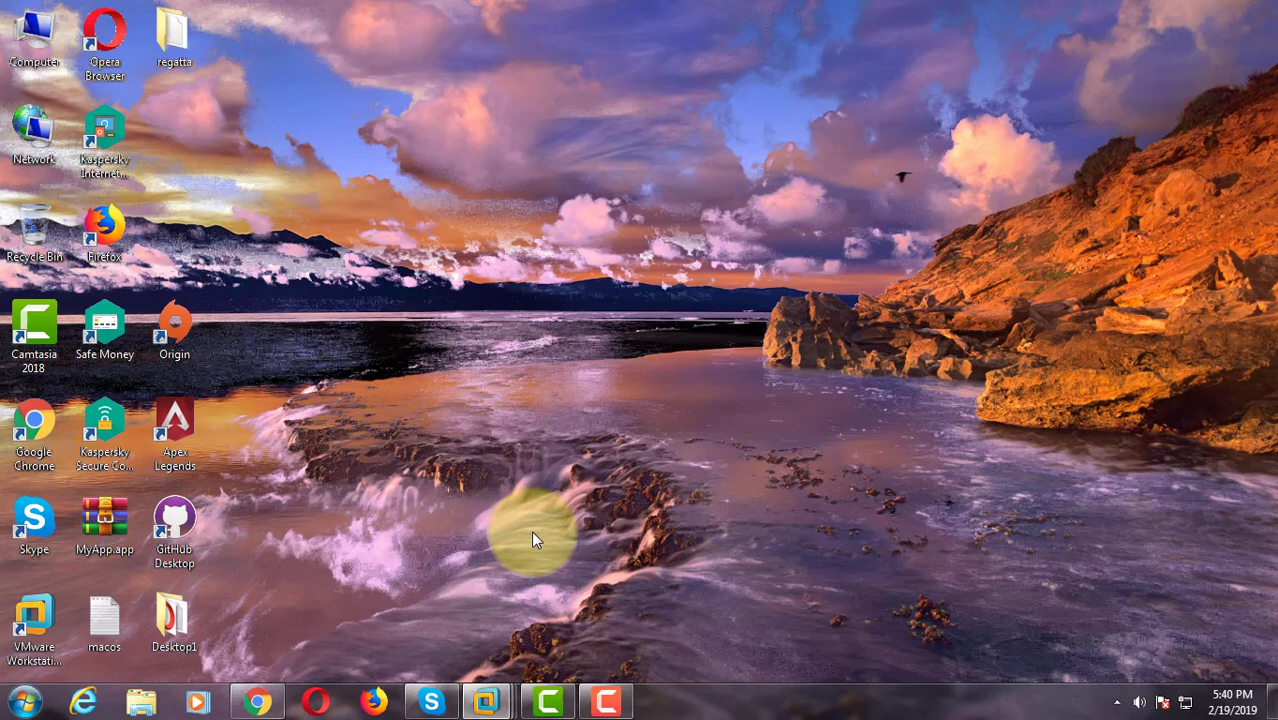 Computer
Opera
Browser
regatta
Network
Kaspersky
Internet...
Recycle Bin
Firefox
Camtasia
2018
Safe Money
Origin
Google
Chrome
Kaspersky
Secure Co...
Apex
Legends
Skype
MyApp.app
GitHub
Desktop
VMware
Workstati...
macos
Desktop1
5:40 PM
2/19/2019